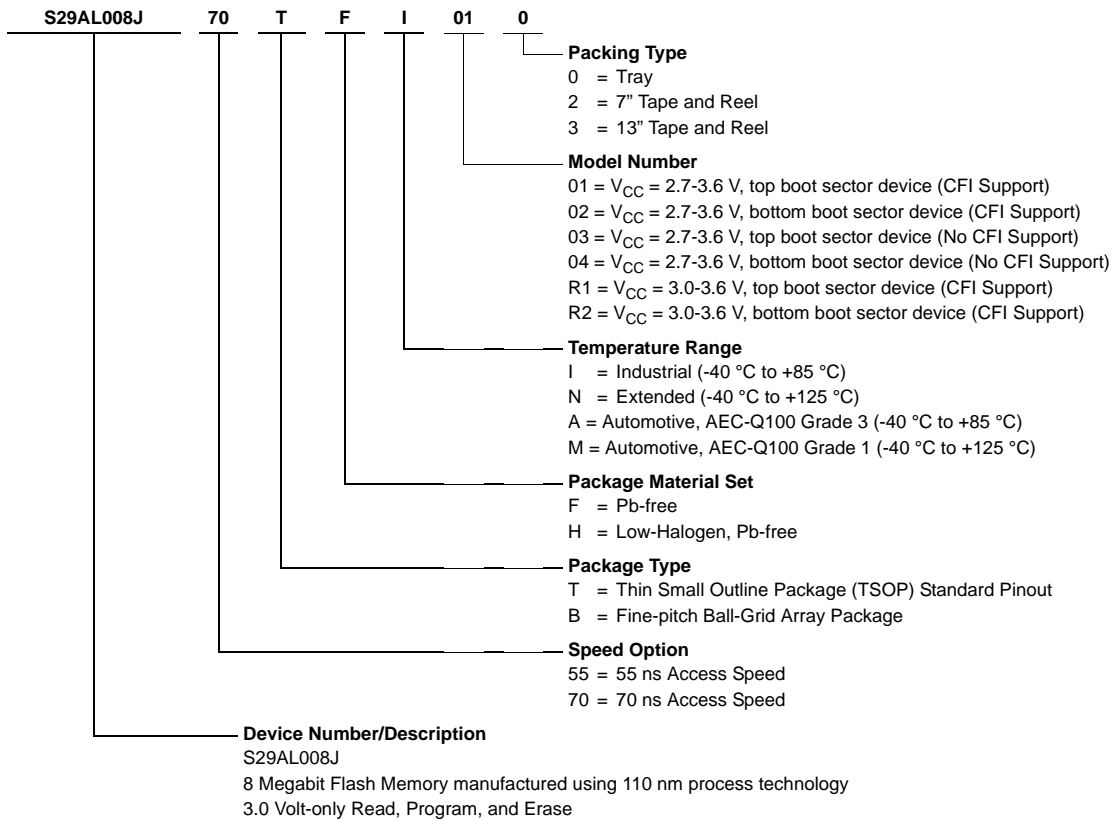 S29AL008J 70 T F I 01 0
Packing Type
0 = Tray
2 = 7” Tape and Reel
3 = 13” Tape and Reel
Model Number
01 = VCC = 2.7-3.6 V, top boot sector device (CFI Support)
02 = VCC = 2.7-3.6 V, bottom boot sector device (CFI Support)
03 = VCC = 2.7-3.6 V, top boot sector device (No CFI Support)
04 = VCC = 2.7-3.6 V, bottom boot sector device (No CFI Support)
R1 = VCC = 3.0-3.6 V, top boot sector device (CFI Support)
R2 = VCC = 3.0-3.6 V, bottom boot sector device (CFI Support)
Temperature Range
I = Industrial (-40 °C to +85 °C)
N = Extended (-40 °C to +125 °C)
A = Automotive, AEC-Q100 Grade 3 (-40 °C to +85 °C)
M = Automotive, AEC-Q100 Grade 1 (-40 °C to +125 °C)
Package Material Set
F = Pb-free
H = Low-Halogen, Pb-free
Package Type
T = Thin Small Outline Package (TSOP) Standard Pinout
B = Fine-pitch Ball-Grid Array Package
Speed Option
55 = 55 ns Access Speed
70 = 70 ns Access Speed
Device Number/Description
S29AL008J
8 Megabit Flash Memory manufactured using 110 nm process technology
3.0 Volt-only Read, Program, and Erase